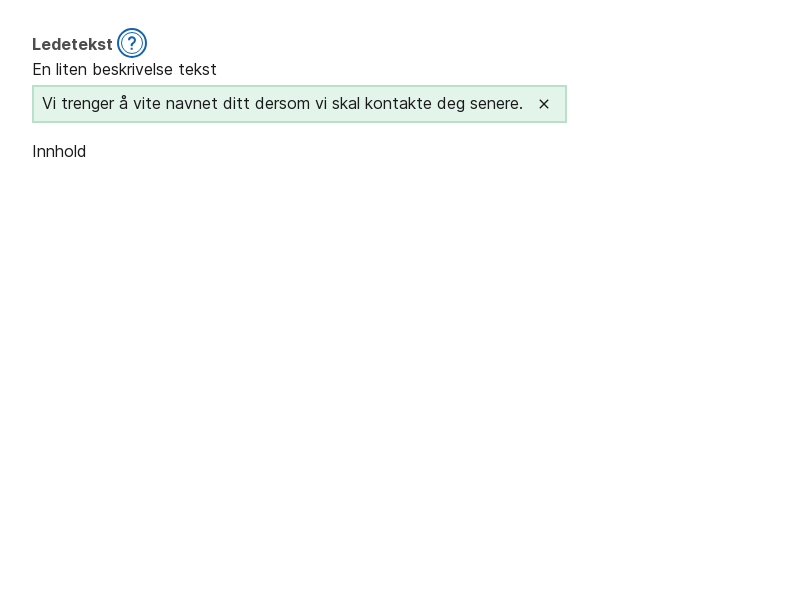 Ledetekst ?
En liten beskrivelse tekst
Vi trenger å vite navnet ditt dersom vi skal kontakte deg senere. ×
Innhold